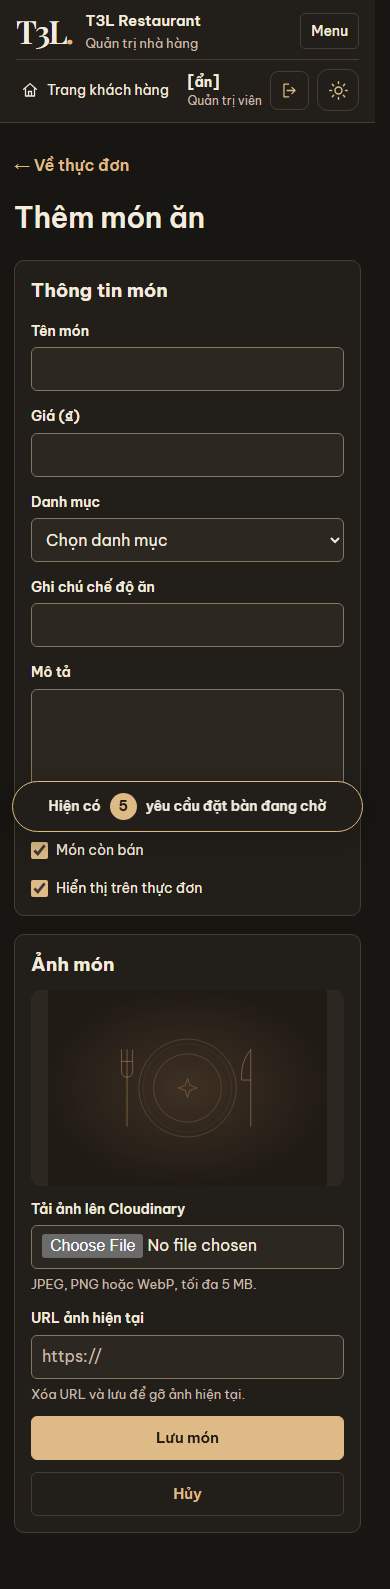 T3L.
T3L Restaurant
Quản trị nhà hàng
Menu
Trang khách hàng
[ẩn]
Quản trị viên
← Về thực đơn
Thêm món ăn
Thông tin món
Tên món
Giá (₫)
Danh mục
Chọn danh mục
Ghi chú chế độ ăn
Mô tả
Hiện có 5 yêu cầu đặt bàn đang chờ
Món còn bán
Hiển thị trên thực đơn
Ảnh món
Tải ảnh lên Cloudinary
Choose File No file chosen
JPEG, PNG hoặc WebP, tối đa 5 MB.
URL ảnh hiện tại
https://
Xóa URL và lưu để gỡ ảnh hiện tại.
Lưu món
Hủy